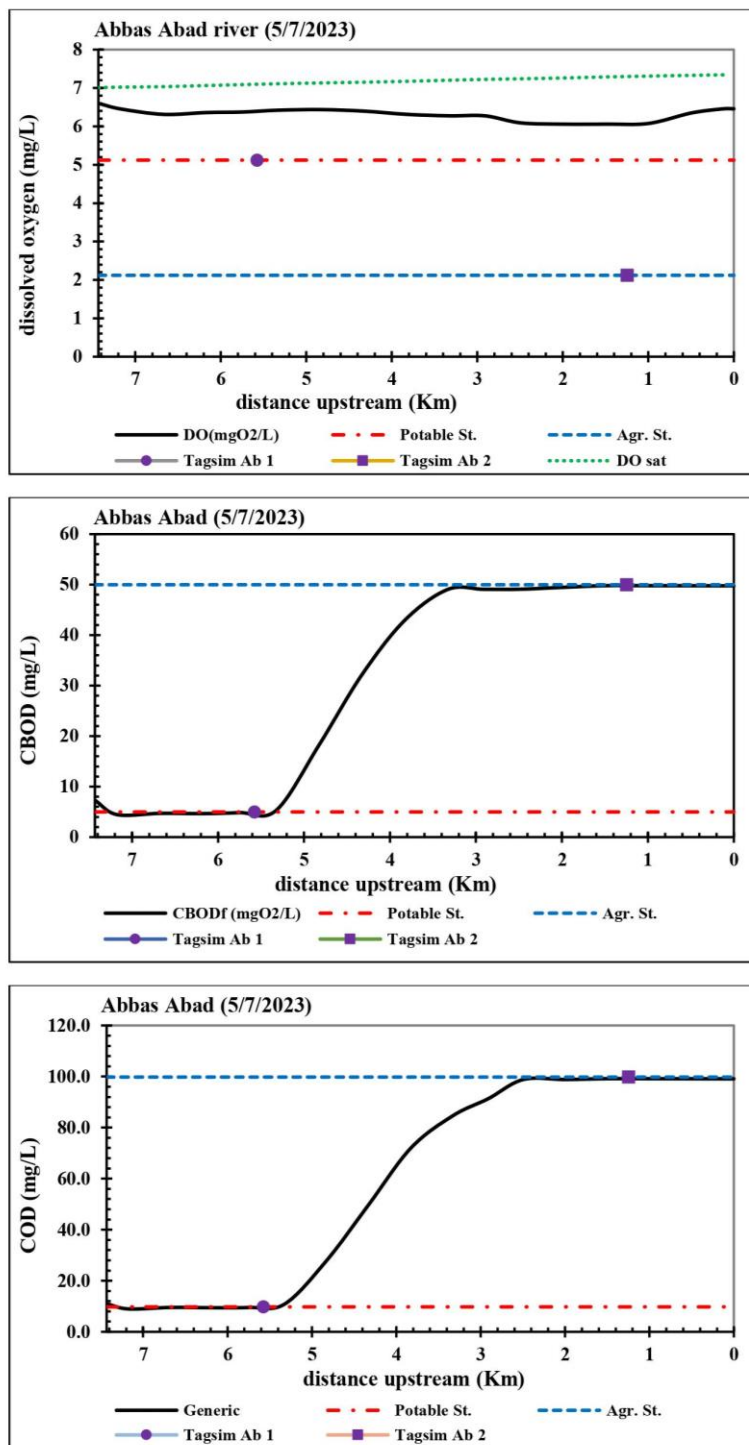 Abbas Abad river (5/7/2023)
8
7
6
5
4
3
2
1
0
dissolved oxygen (mg/L)
7 6 5 4 3 2 1 0
distance upstream (Km)
DO(mgO2/L) Potable St. Agr. St.
Tagsim Ab 1 Tagsim Ab 2 DO sat
Abbas Abad (5/7/2023)
60
50
40
30
20
10
0
CBOD (mg/L)
7 6 5 4 3 2 1 0
distance upstream (Km)
CBODf (mgO2/L) Potable St. Agr. St.
Tagsim Ab 1 Tagsim Ab 2
Abbas Abad (5/7/2023)
120.0
100.0
80.0
60.0
40.0
20.0
0.0
COD (mg/L)
7 6 5 4 3 2 1 0
distance upstream (Km)
Generic Potable St. Agr. St.
Tagsim Ab 1 Tagsim Ab 2